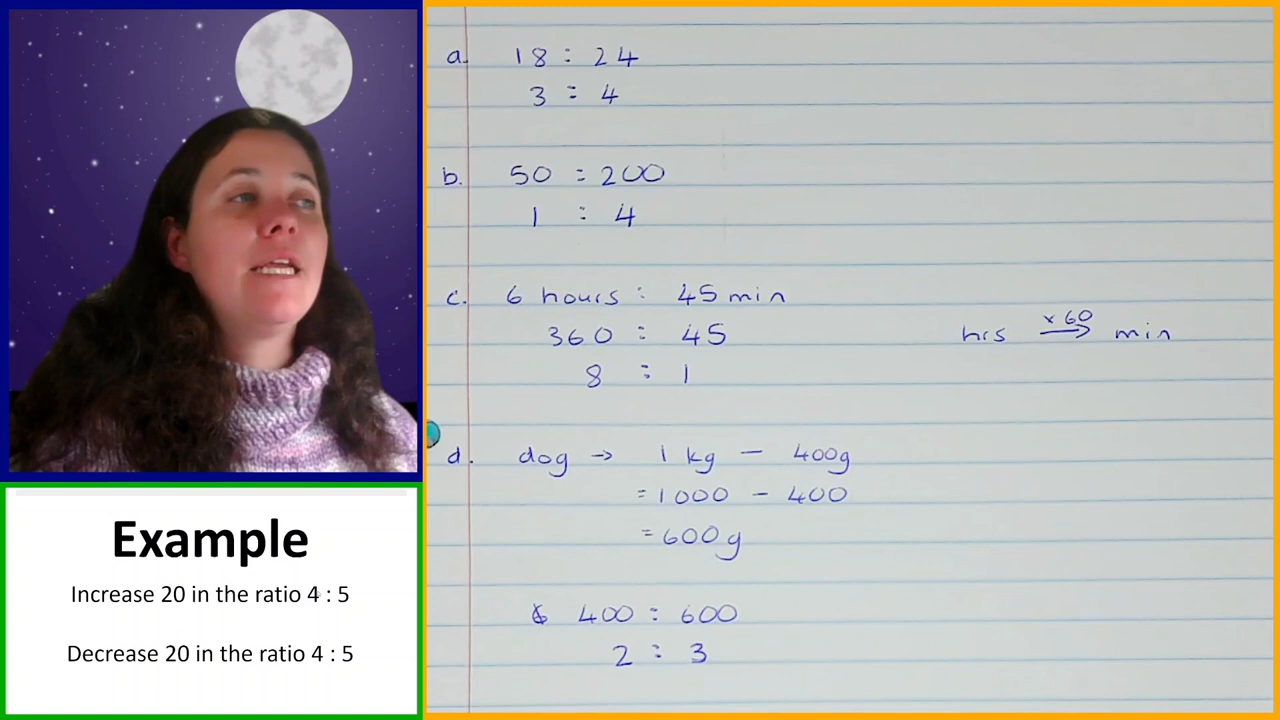 a. 18 : 24
3 : 4
b. 50 : 200
1 : 4
c. 6 hours : 45 min
360 : 45
hrs ×60 → min
8 : 1
d. dog → 1 kg - 400g
= 1000 - 400
= 600g
400 : 600
2 : 3
Example
Increase 20 in the ratio 4 : 5
Decrease 20 in the ratio 4 : 5